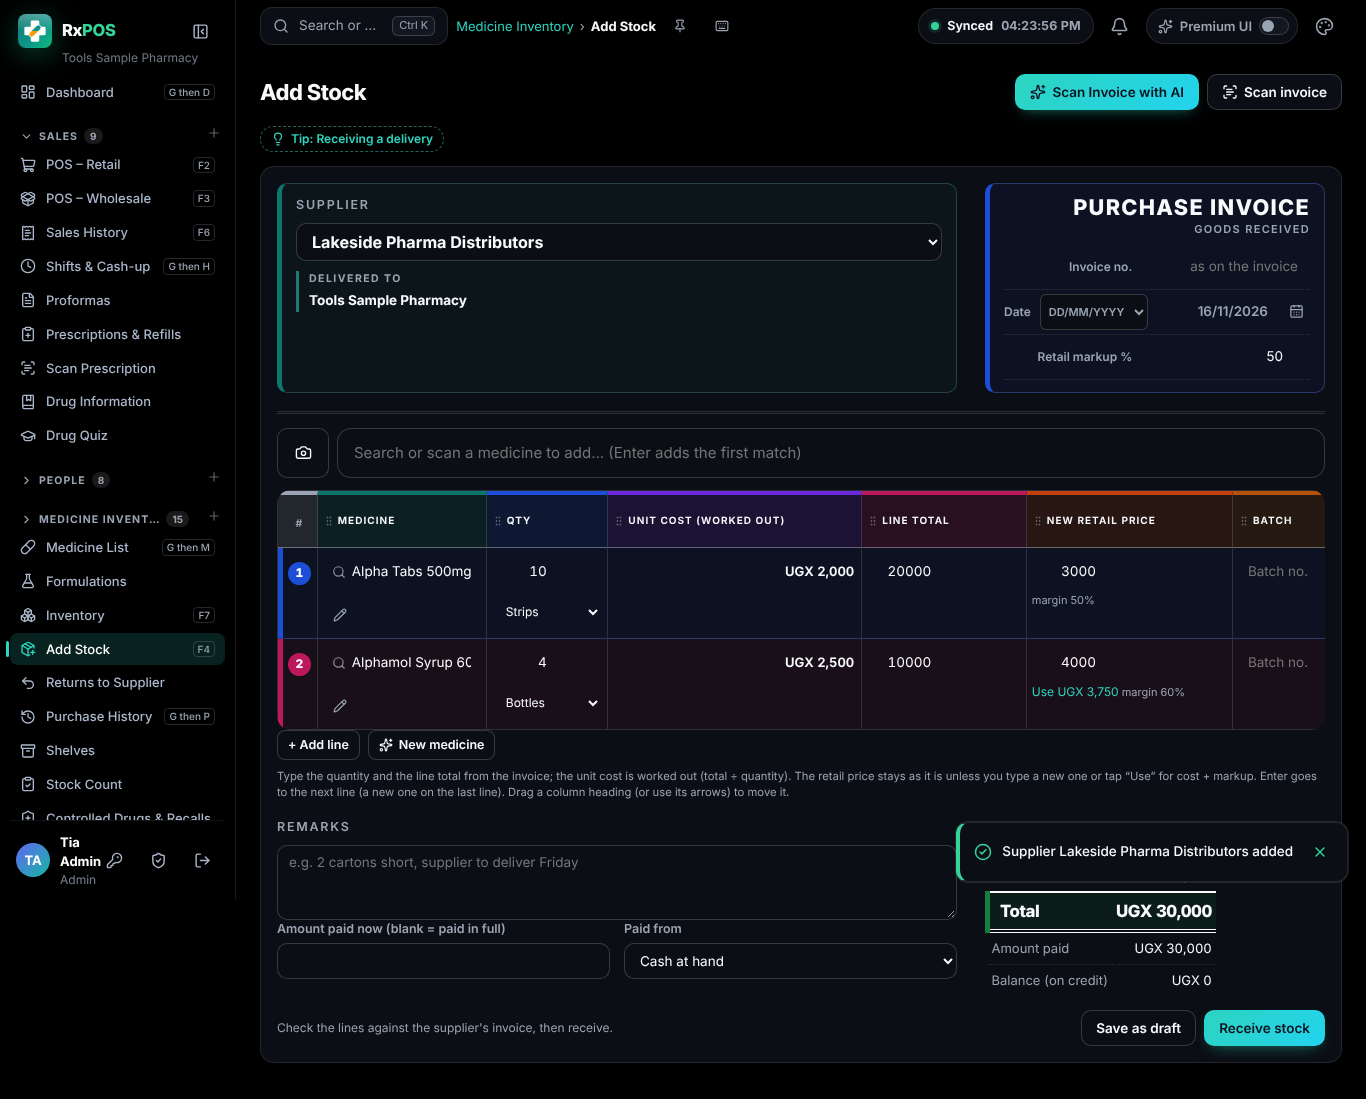 RxPOS
Tools Sample Pharmacy
Search or ... Ctrl K
Medicine Inventory › Add Stock
Synced 04:23:56 PM
Premium UI
Dashboard G then D
SALES 9 +
POS – Retail F2
POS – Wholesale F3
Sales History F6
Shifts & Cash-up G then H
Proformas
Prescriptions & Refills
Scan Prescription
Drug Information
Drug Quiz
PEOPLE 8 +
MEDICINE INVENT... 15 +
Medicine List G then M
Formulations
Inventory F7
Add Stock F4
Returns to Supplier
Purchase History G then P
Shelves
Stock Count
Controlled Drugs & Recalls
TA
Tia
Admin
Admin
Add Stock
Scan Invoice with AI
Scan invoice
Tip: Receiving a delivery
SUPPLIER
Lakeside Pharma Distributors
DELIVERED TO
Tools Sample Pharmacy
PURCHASE INVOICE
GOODS RECEIVED
Invoice no. as on the invoice
Date DD/MM/YYYY 16/11/2026
Retail markup % 50
Search or scan a medicine to add... (Enter adds the first match)
# MEDICINE QTY UNIT COST (WORKED OUT) LINE TOTAL NEW RETAIL PRICE BATCH
1 Alpha Tabs 500mg 10 UGX 2,000 20000 3000 Batch no.
margin 50%
Strips
2 Alphamol Syrup 60 4 UGX 2,500 10000 4000 Batch no.
Use UGX 3,750 margin 60%
Bottles
+ Add line
New medicine
Type the quantity and the line total from the invoice; the unit cost is worked out (total ÷ quantity). The retail price stays as it is unless you type a new one or tap “Use” for cost + markup. Enter goes
to the next line (a new one on the last line). Drag a column heading (or use its arrows) to move it.
REMARKS
e.g. 2 cartons short, supplier to deliver Friday
Supplier Lakeside Pharma Distributors added
Total UGX 30,000
Amount paid now (blank = paid in full)
Paid from
Cash at hand
Amount paid UGX 30,000
Balance (on credit) UGX 0
Check the lines against the supplier's invoice, then receive.
Save as draft
Receive stock